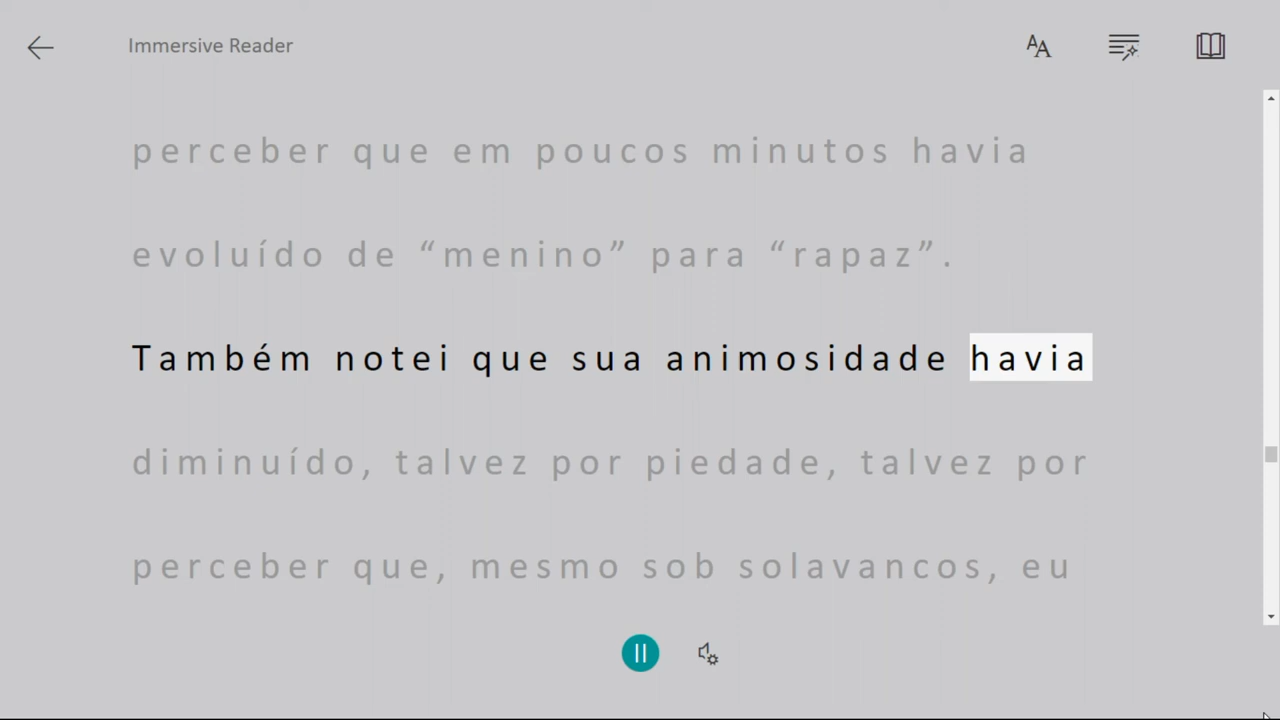 Immersive Reader
perceber que em poucos minutos havia
evoluído de “menino” para “rapaz”.
Também notei que sua animosidade havia
diminuído, talvez por piedade, talvez por
perceber que, mesmo sob solavancos, eu